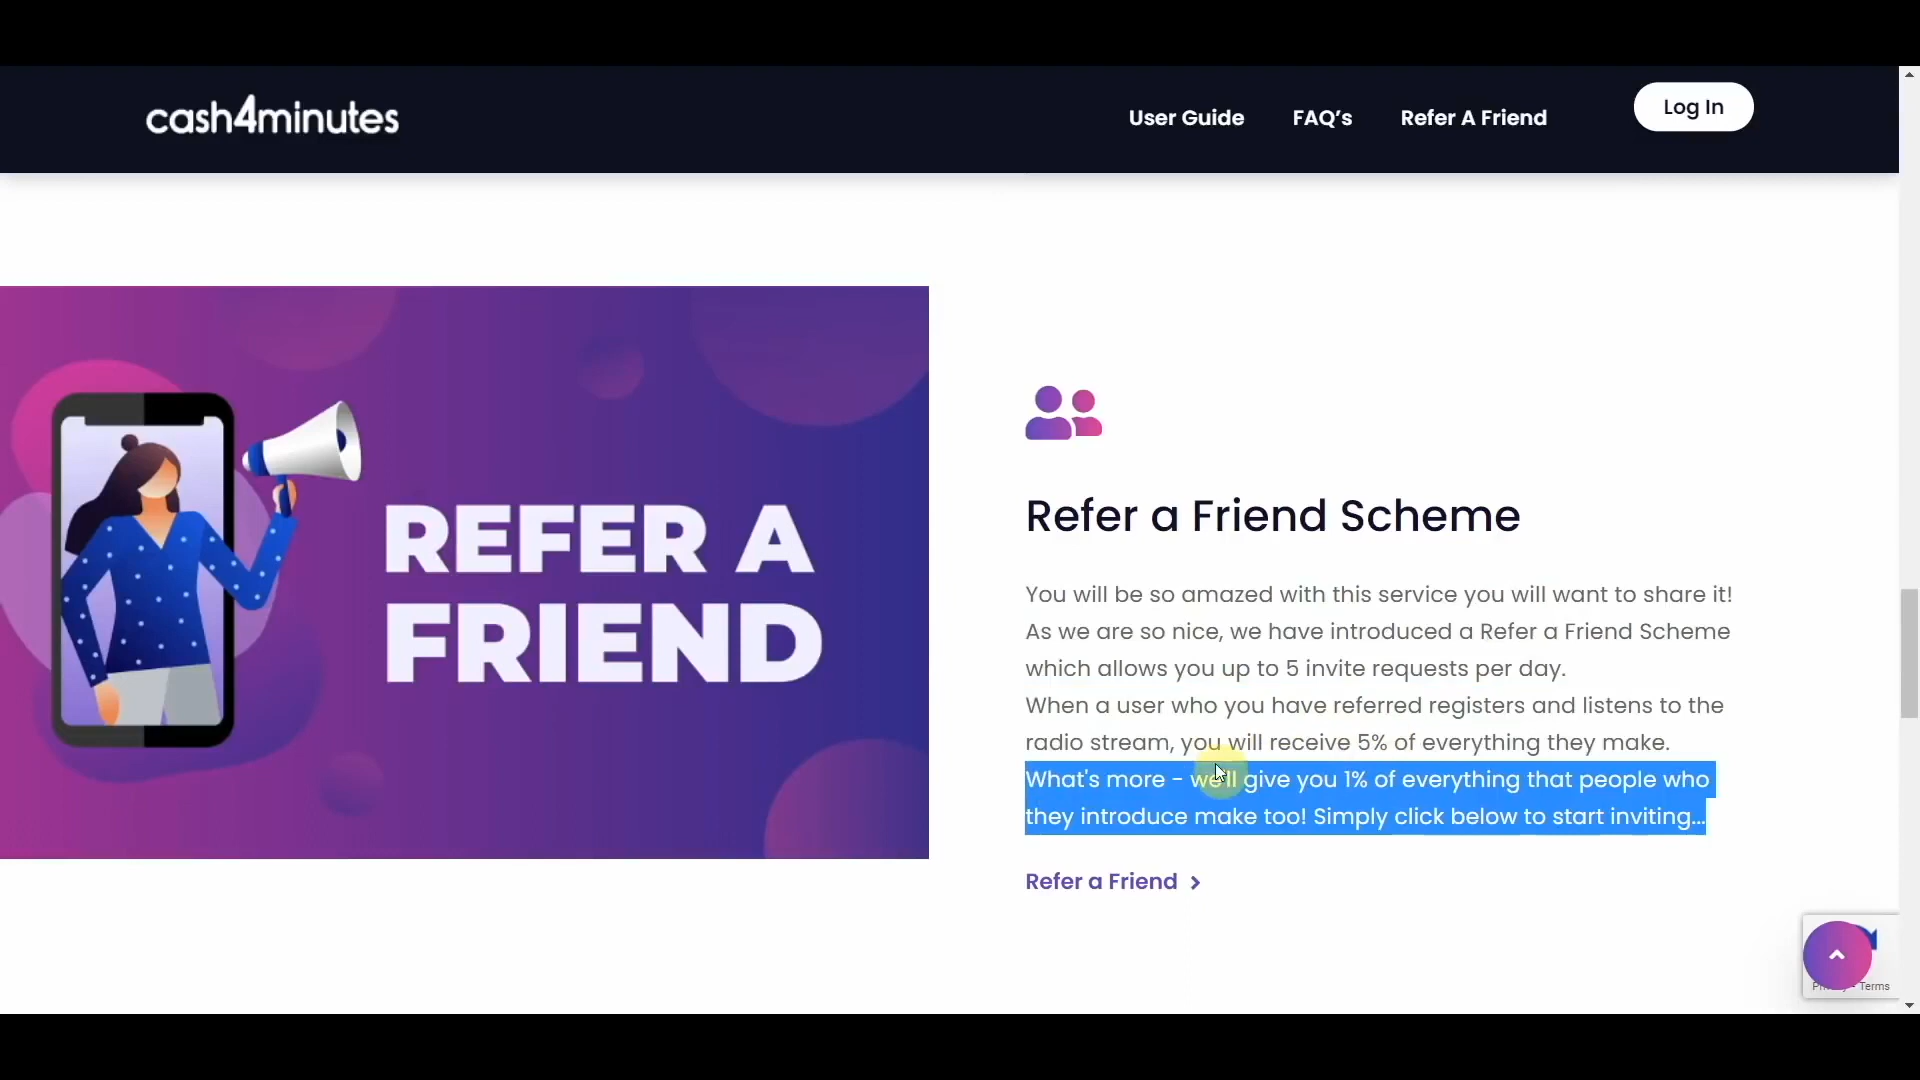 cash4minutes
User Guide
FAQ’s
Refer A Friend
Log In
REFER A
FRIEND
Refer a Friend Scheme
You will be so amazed with this service you will want to share it!
As we are so nice, we have introduced a Refer a Friend Scheme
which allows you up to 5 invite requests per day.
When a user who you have referred registers and listens to the
radio stream, you will receive 5% of everything they make.
What's more - we'll give you 1% of everything that people who
they introduce make too! Simply click below to start inviting...
Refer a Friend
Terms